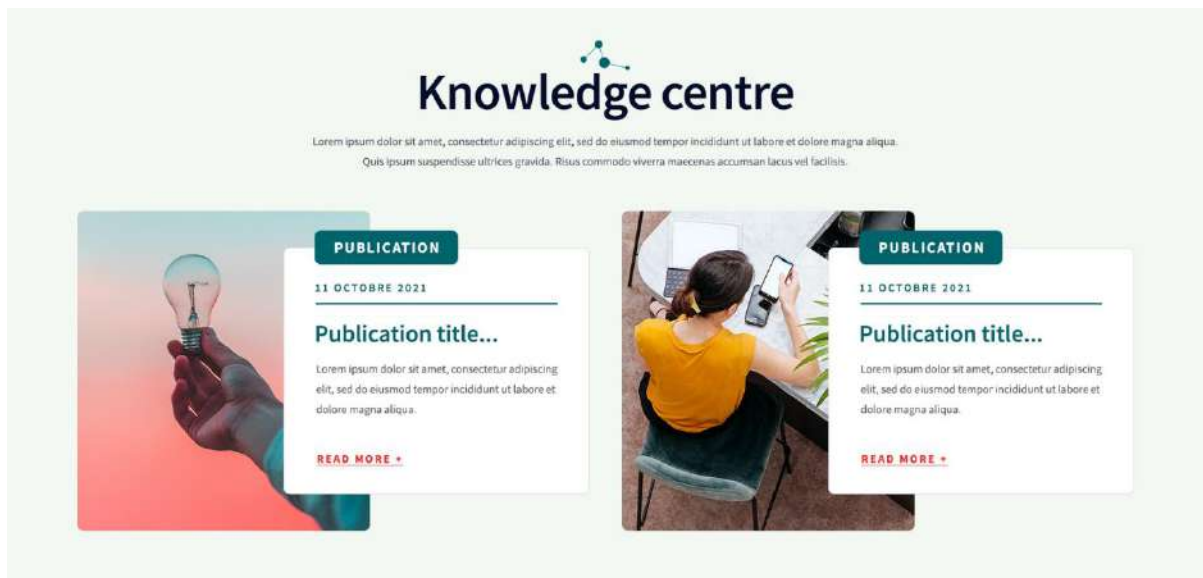 Knowledge centre
Lorem ipsum dolor sit amet, consectetur adipiscing elit, sed do eiusmod tempor incididunt ut labore et dolore magna aliqua.
Quis ipsum suspendisse ultrices gravida. Risus commodo viverra maecenas accumsan lacus vel facilisis.
PUBLICATION
11 OCTOBRE 2021
Publication title...
Lorem ipsum dolor sit amet, consectetur adipiscing
elit, sed do eiusmod tempor incididunt ut labore et
dolore magna aliqua.
READ MORE +
PUBLICATION
11 OCTOBRE 2021
Publication title...
Lorem ipsum dolor sit amet, consectetur adipiscing
elit, sed do eiusmod tempor incididunt ut labore et
dolore magna aliqua.
READ MORE +